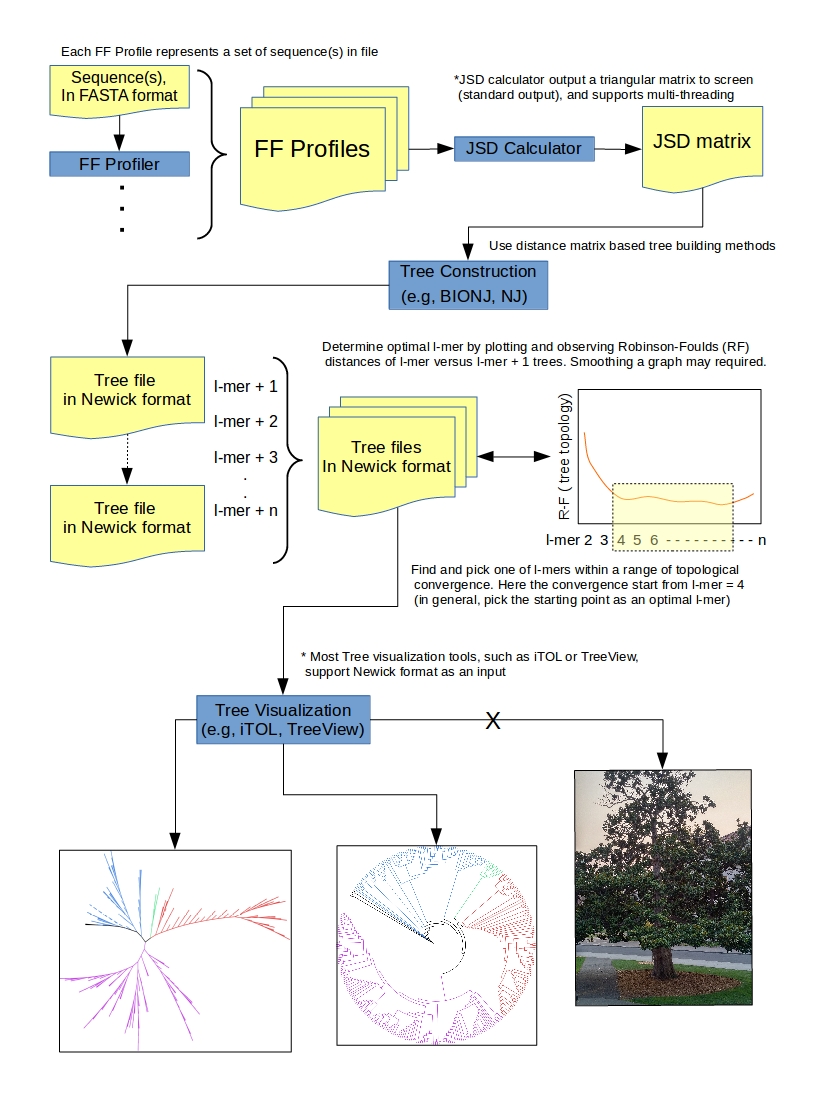 Each FF Profile represents a set of sequence(s) in file
Sequence(s),
In FASTA format
FF Profiler
FF Profiles
*JSD calculator output a triangular matrix to screen
(standard output), and supports multi-threading
JSD Calculator
JSD matrix
Use distance matrix based tree building methods
Tree Construction
(e.g, BIONJ, NJ)
Tree file
in Newick format
Tree file
in Newick format
l-mer + 1
l-mer + 2
l-mer + 3
.
.
l-mer + n
Determine optimal l-mer by plotting and observing Robinson-Foulds (RF)
distances of l-mer versus l-mer + 1 trees. Smoothing a graph may required.
Tree files
In Newick format
R-F ( tree topology)
l-mer 2 3 4 5 6 - - - - - - - - - - n
Find and pick one of l-mers within a range of topological
convergence. Here the convergence start from l-mer = 4
(in general, pick the starting point as an optimal l-mer)
* Most Tree visualization tools, such as iTOL or TreeView,
support Newick format as an input
Tree Visualization
(e.g, iTOL, TreeView)
X